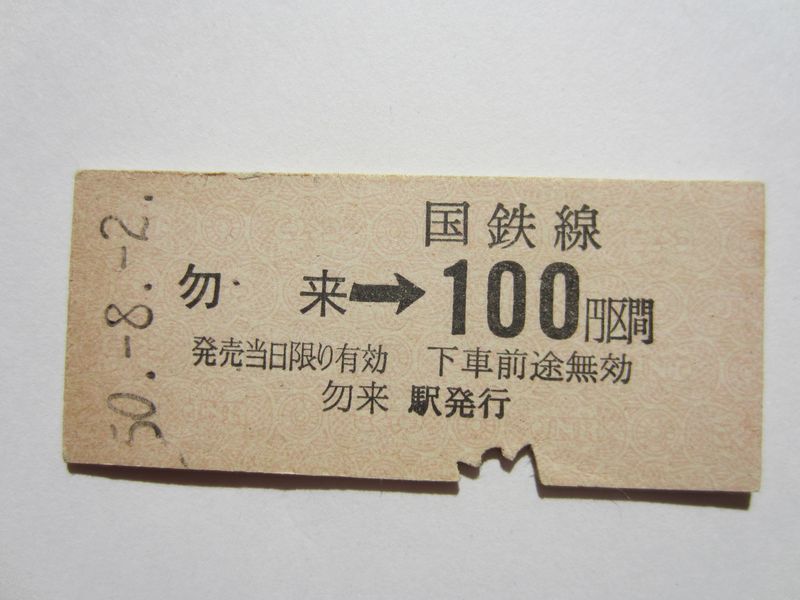 50.-8.-2.
国鉄線
勿来→100円区間
発売当日限り有効 下車前途無効
勿来 駅発行